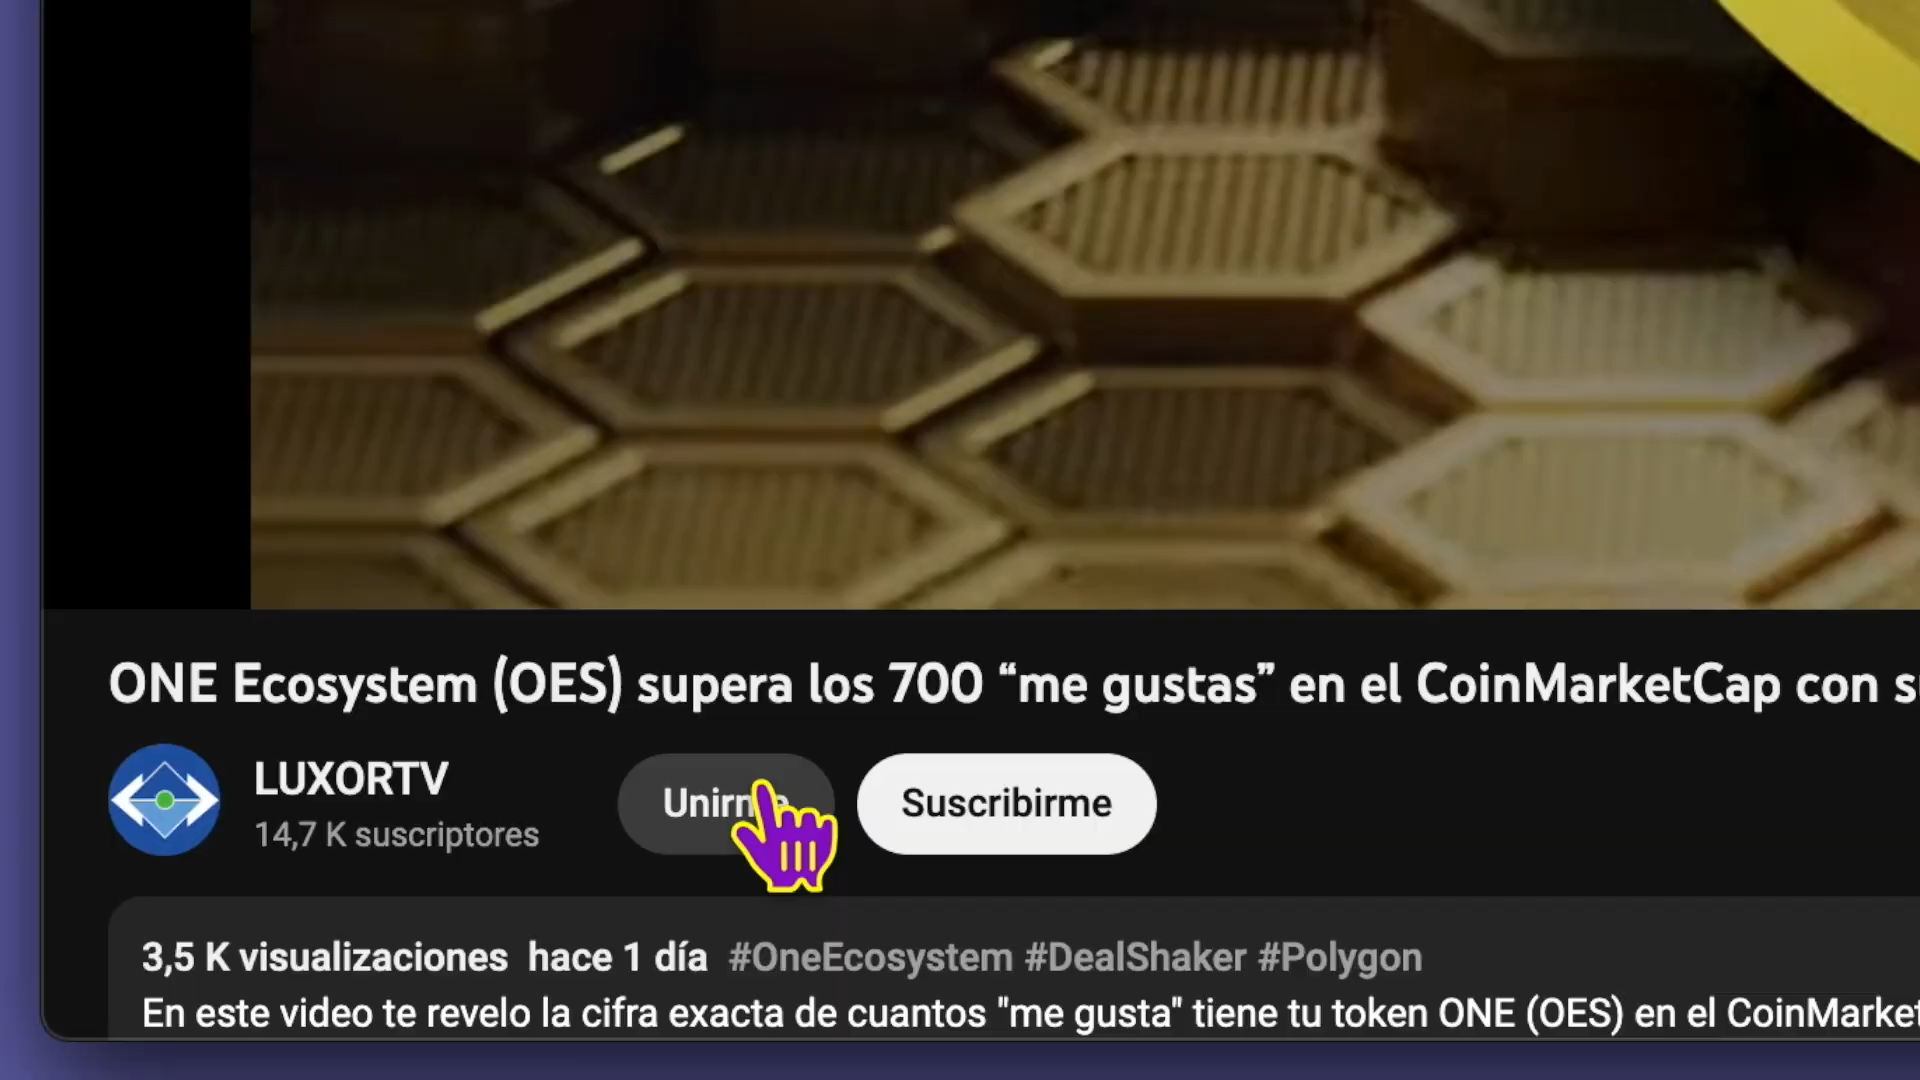 ONE Ecosystem (OES) supera los 700 “me gustas” en el CoinMarketCap con
LUXORTV
14,7 K suscriptores
Suscribirme
3,5 K visualizaciones hace 1 día #OneEcosystem #DealShaker #Polygon
En este video te revelo la cifra exacta de cuantos "me gusta" tiene tu token ONE (OES) en el CoinMarket